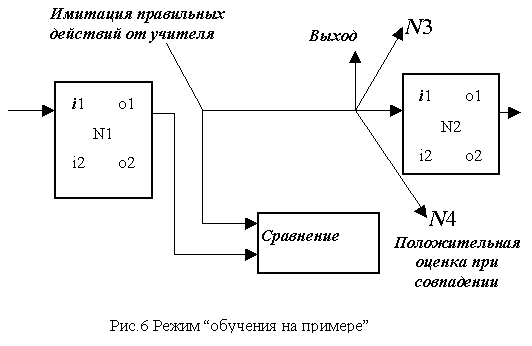 Имитация правильных
действий от учителя
Выход
N3
i1 o1
N1
i2 o2
i1 o1
N2
i2 o2
N4
Сравнение
Положительная
оценка при
совпадении
Рис.6 Режим “обучения на примере”